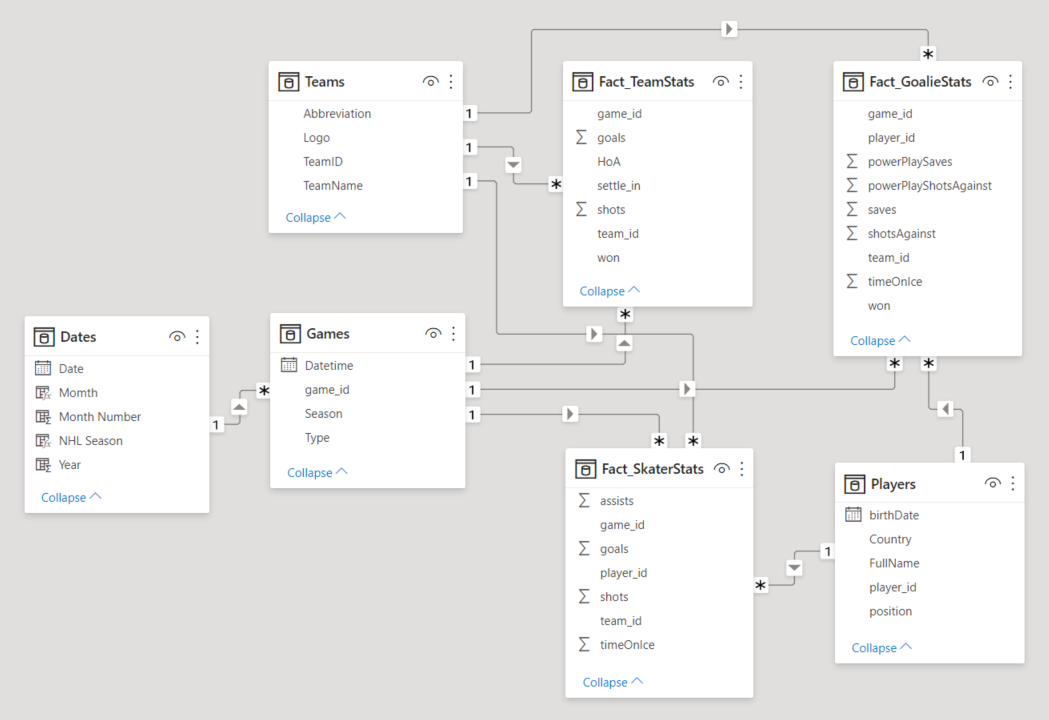 Teams
Abbreviation
Logo
TeamID
TeamName
Collapse
Fact_TeamStats
game_id
Σ goals
HoA
settle_in
Σ shots
team_id
won
Collapse
Fact_GoalieStats
game_id
player_id
Σ powerPlaySaves
Σ powerPlayShotsAgainst
Σ saves
Σ shotsAgainst
team_id
Σ timeOnIce
won
Collapse
Dates
Date
Momth
Month Number
NHL Season
Year
Collapse
Games
Datetime
game_id
Season
Type
Collapse
Fact_SkaterStats
Σ assists
game_id
Σ goals
player_id
Σ shots
team_id
Σ timeOnIce
Collapse
Players
birthDate
Country
FullName
player_id
position
Collapse
1
1
1
*
*
1
*
1
1
1
*
*
*
*
*
1
1
*